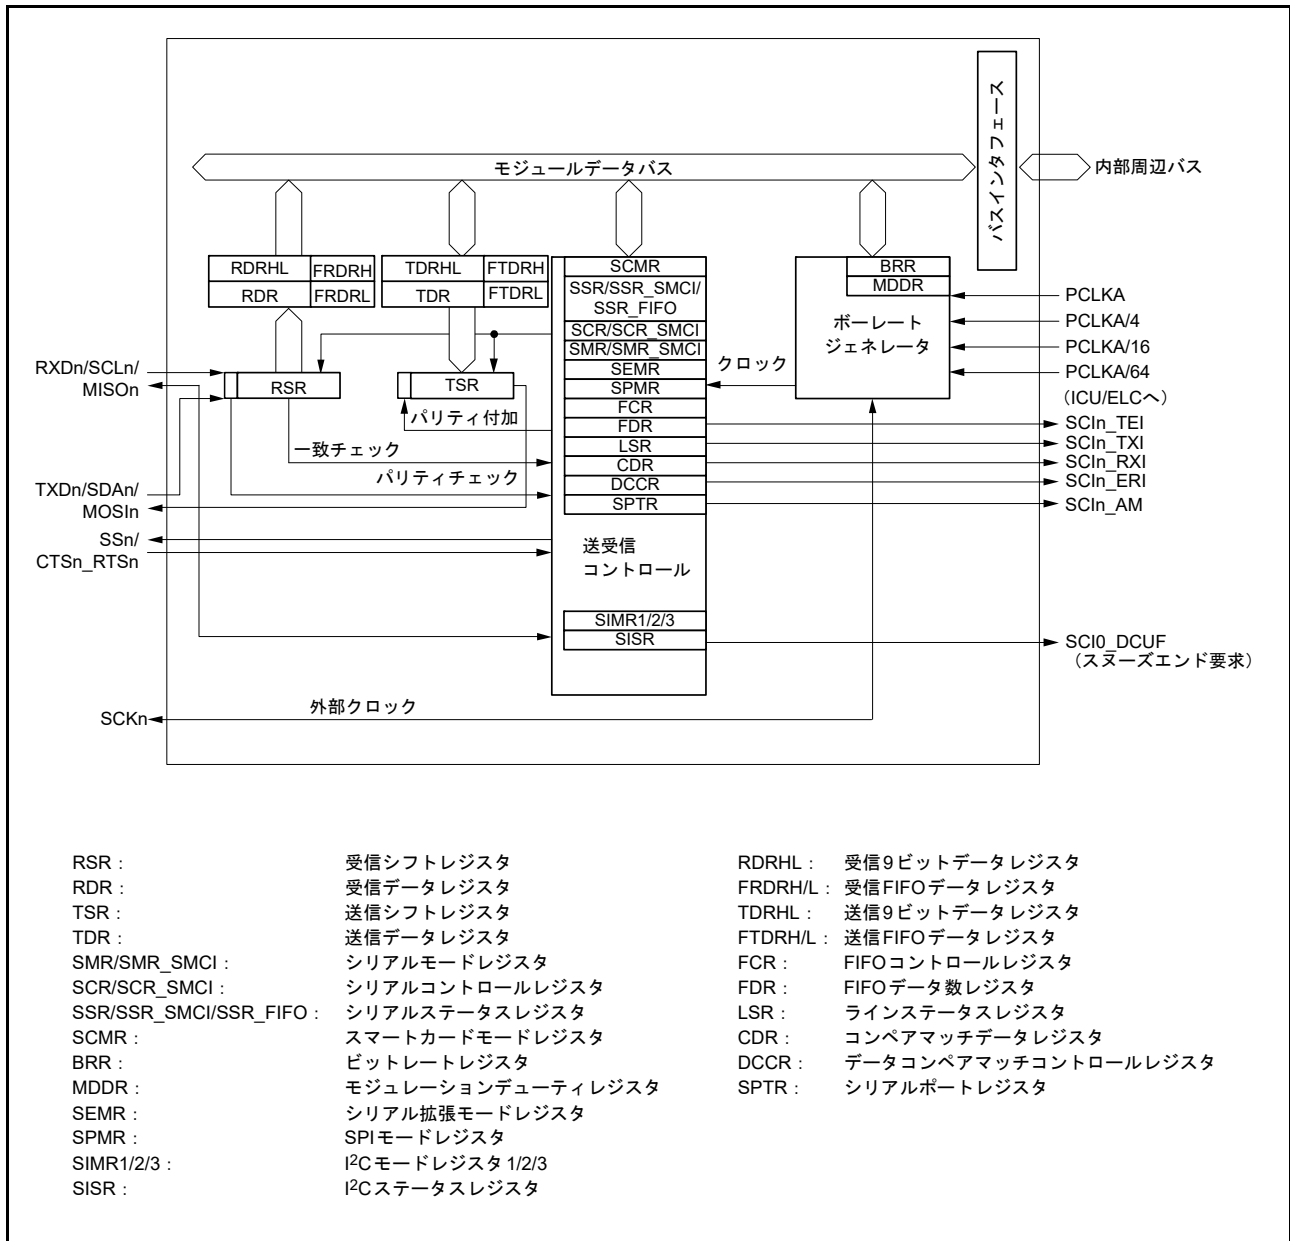 バスインタフェース
モジュールデータバス
内部周辺バス
RDRHL
FRDRH
RDR
FRDRL
TDRHL
FTDRH
TDR
FTDRL
SCMR
SSR/SSR_SMCI/
SSR_FIFO
SCR/SCR_SMCI
SMR/SMR_SMCI
SEMR
SPMR
FCR
FDR
LSR
CDR
DCCR
SPTR
送受信
コントロール
SIMR1/2/3
SISR
BRR
MDDR
ボーレート
ジェネレータ
クロック
PCLKA
PCLKA/4
PCLKA/16
PCLKA/64
(ICU/ELCへ)
SCIn_TEI
SCIn_TXI
SCIn_RXI
SCIn_ERI
SCIn_AM
SCI0_DCUF
(スヌーズエンド要求)
RXDn/SCLn/
MISOn
RSR
TSR
パリティ付加
一致チェック
パリティチェック
TXDn/SDAn/
MOSIn
SSn/
CTSn_RTSn
外部クロック
SCKn
RSR : 受信シフトレジスタ
RDR : 受信データレジスタ
TSR : 送信シフトレジスタ
TDR : 送信データレジスタ
SMR/SMR_SMCI : シリアルモードレジスタ
SCR/SCR_SMCI : シリアルコントロールレジスタ
SSR/SSR_SMCI/SSR_FIFO : シリアルステータスレジスタ
SCMR : スマートカードモードレジスタ
BRR : ビットレートレジスタ
MDDR : モジュレーションデューティレジスタ
SEMR : シリアル拡張モードレジスタ
SPMR : SPIモードレジスタ
SIMR1/2/3 : I²Cモードレジスタ1/2/3
SISR : I²Cステータスレジスタ
RDRHL : 受信9ビットデータレジスタ
FRDRH/L : 受信FIFOデータレジスタ
TDRHL : 送信9ビットデータレジスタ
FTDRH/L : 送信FIFOデータレジスタ
FCR : FIFOコントロールレジスタ
FDR : FIFOデータ数レジスタ
LSR : ラインステータスレジスタ
CDR : コンペアマッチデータレジスタ
DCCR : データコンペアマッチコントロールレジスタ
SPTR : シリアルポートレジスタ